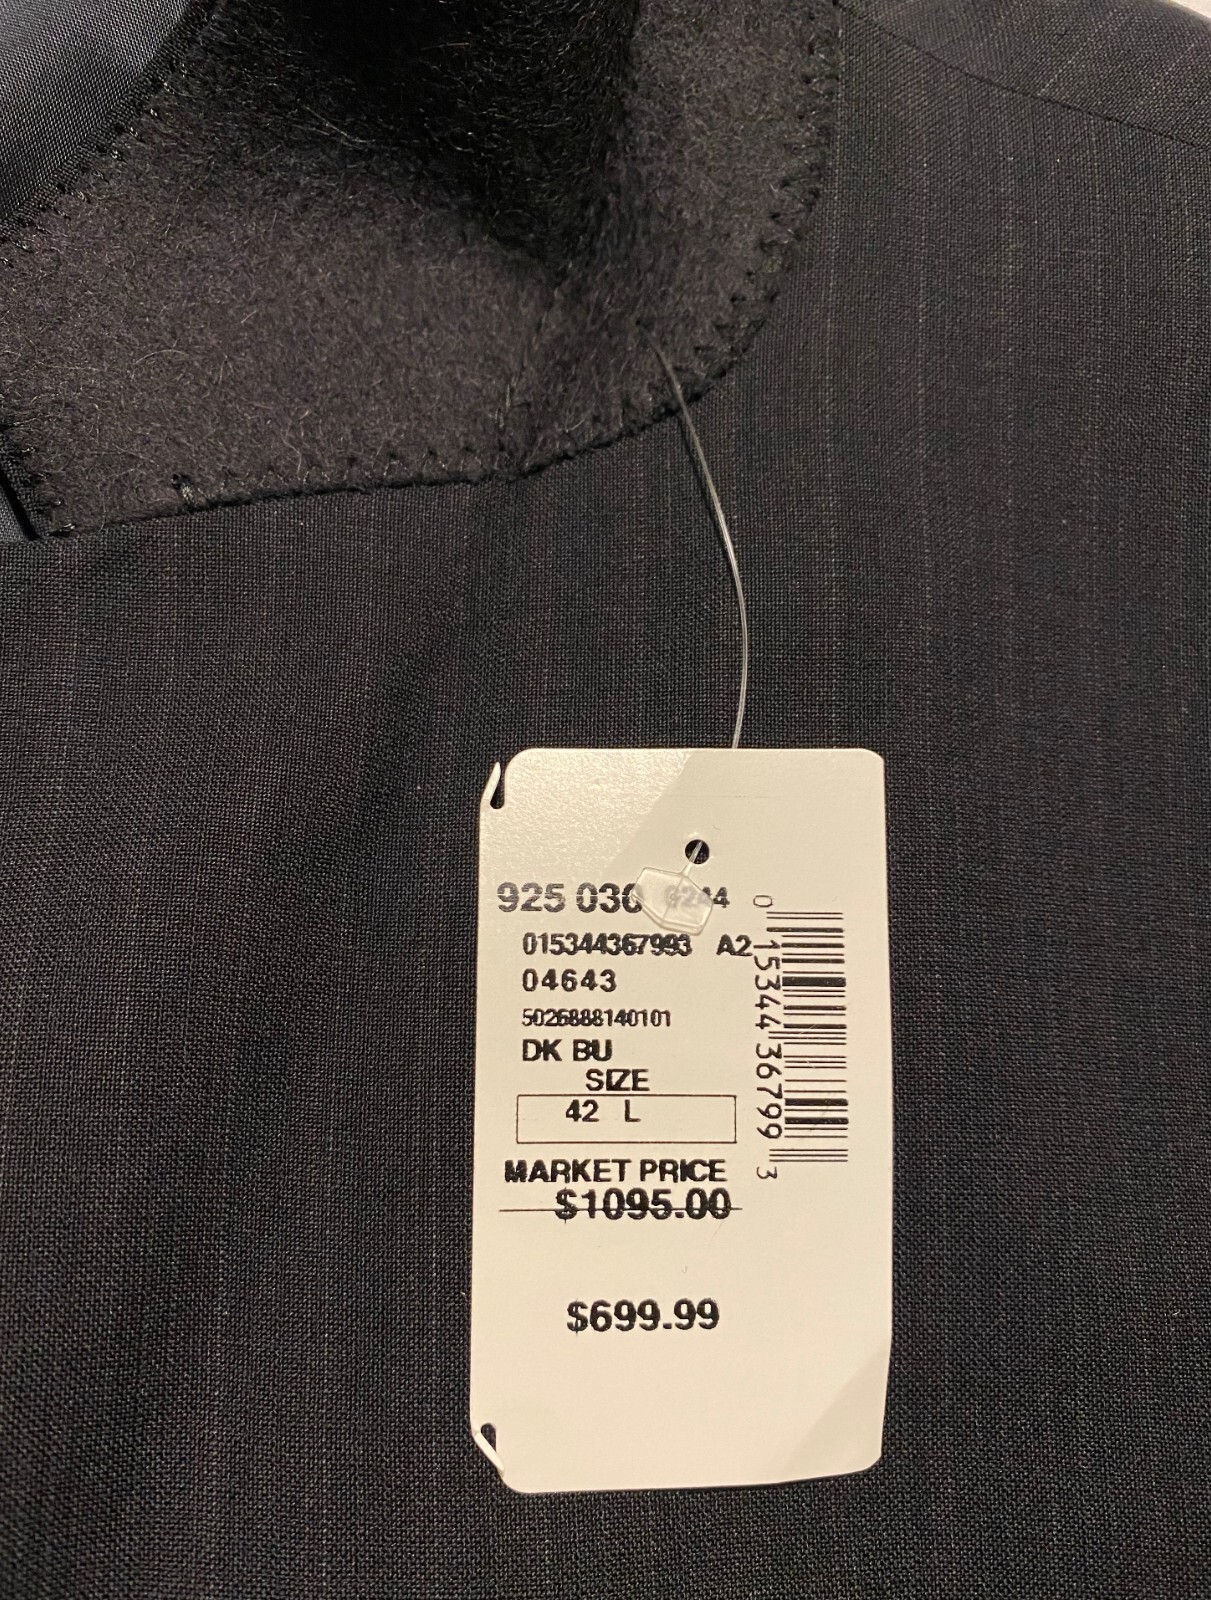 925 030 6244
015344367993 A2
04643
5026888140101
DK BU
SIZE
42 L
MARKET PRICE
$1095.00
$699.99
0 15344 36799 3